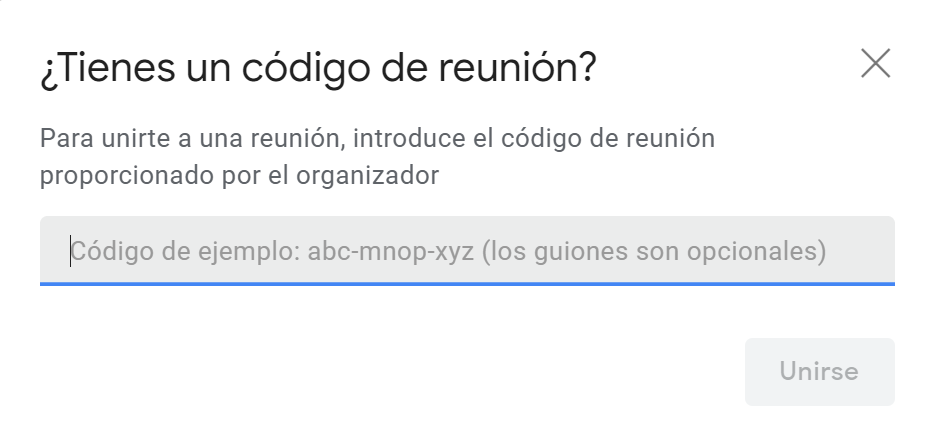 ¿Tienes un código de reunión?
Para unirte a una reunión, introduce el código de reunión
proporcionado por el organizador
Código de ejemplo: abc-mnop-xyz (los guiones son opcionales)
Unirse